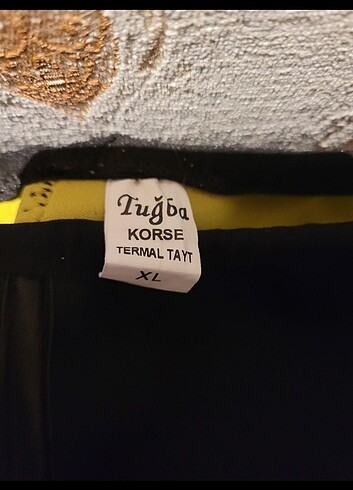 Tuğba
KORSE
TERMAL TAYT
XL